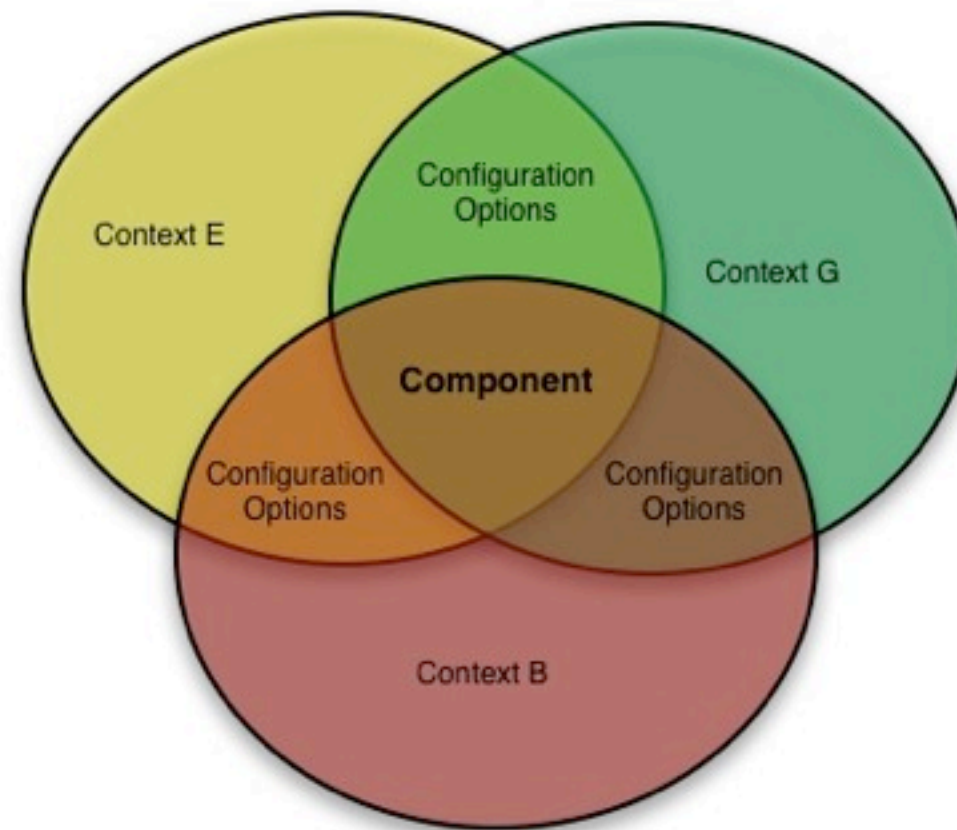 Configuration
Options
Context E
Context G
Component
Configuration
Options
Configuration
Options
Context B